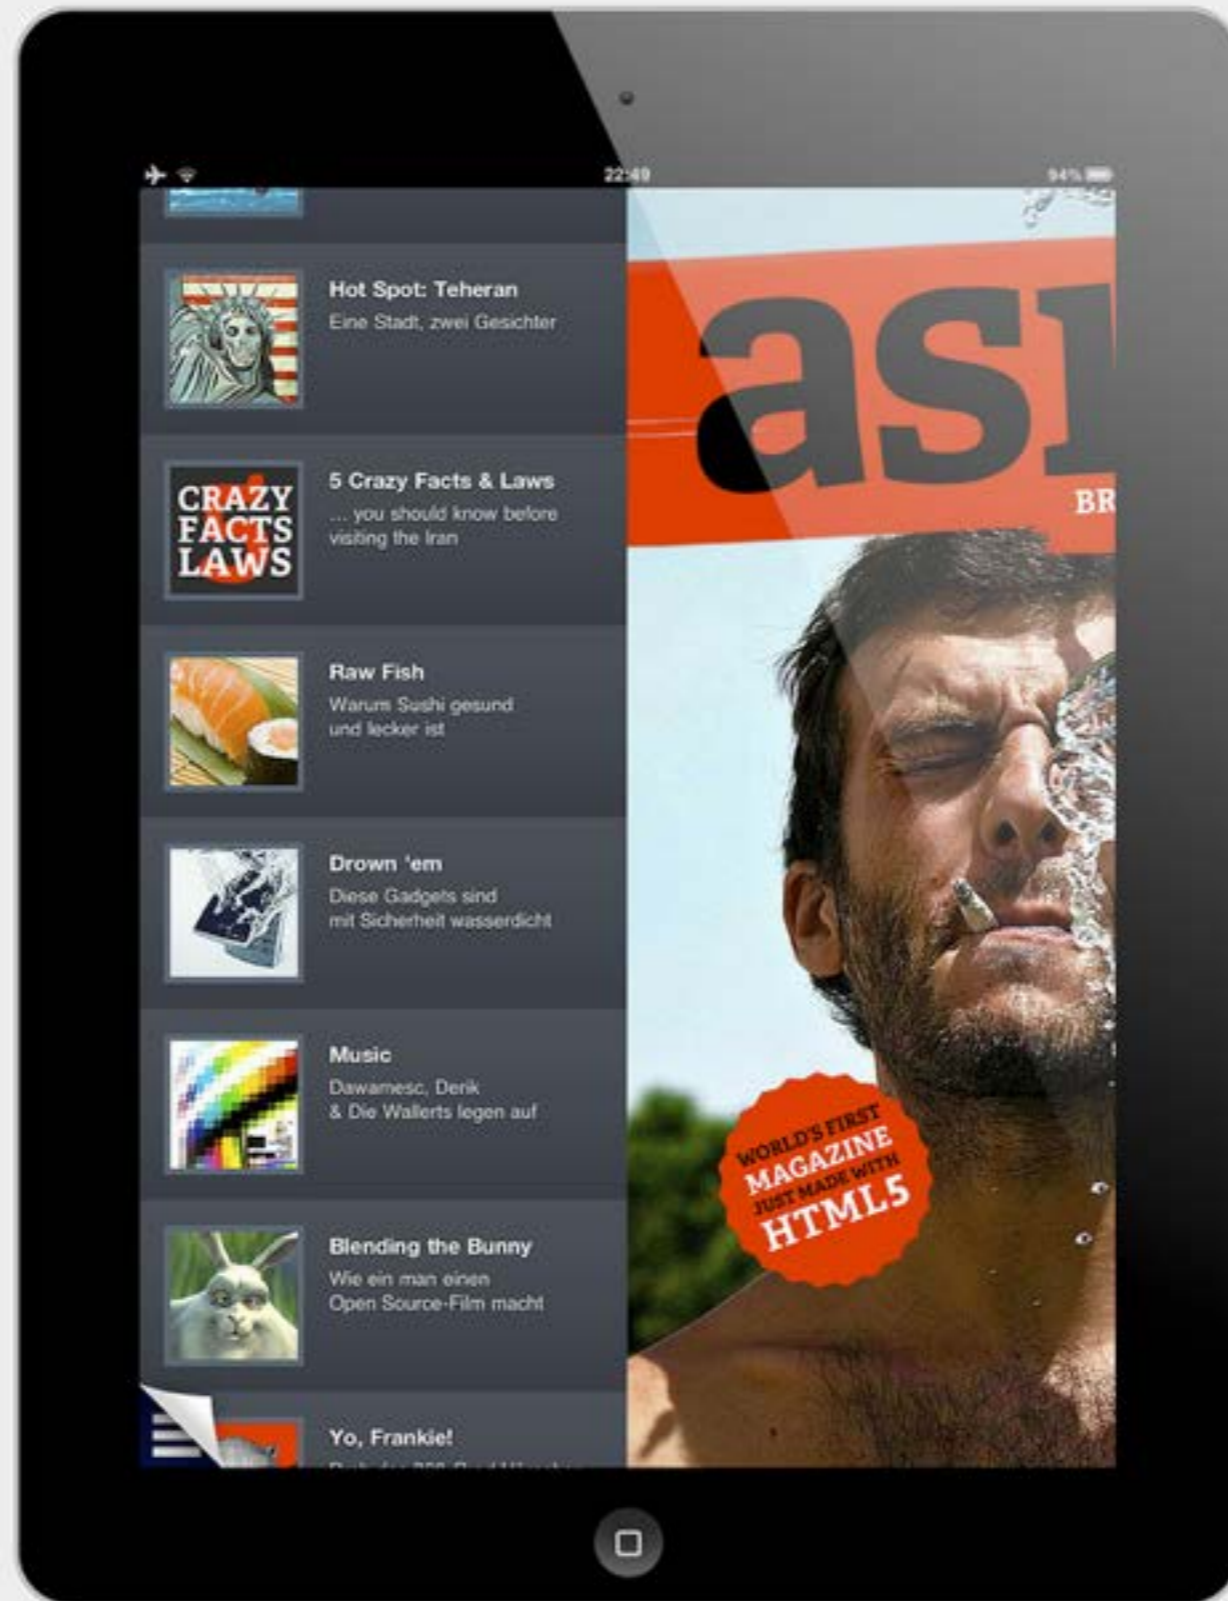 22:49
94%
Hot Spot: Teheran
Eine Stadt, zwei Gesichter
CRAZY
FACTS
LAWS
&
5 Crazy Facts & Laws
... you should know before
visiting the Iran
Raw Fish
Warum Sushi gesund
und lecker ist
Drown 'em
Diese Gadgets sind
mit Sicherheit wasserdicht
Music
Dawamesc, Derik
& Die Wallerts legen auf
Blending the Bunny
Wie ein man einen
Open Source-Film macht
Yo, Frankie!
as
BR
WORLD'S FIRST
MAGAZINE
JUST MADE WITH
HTML5